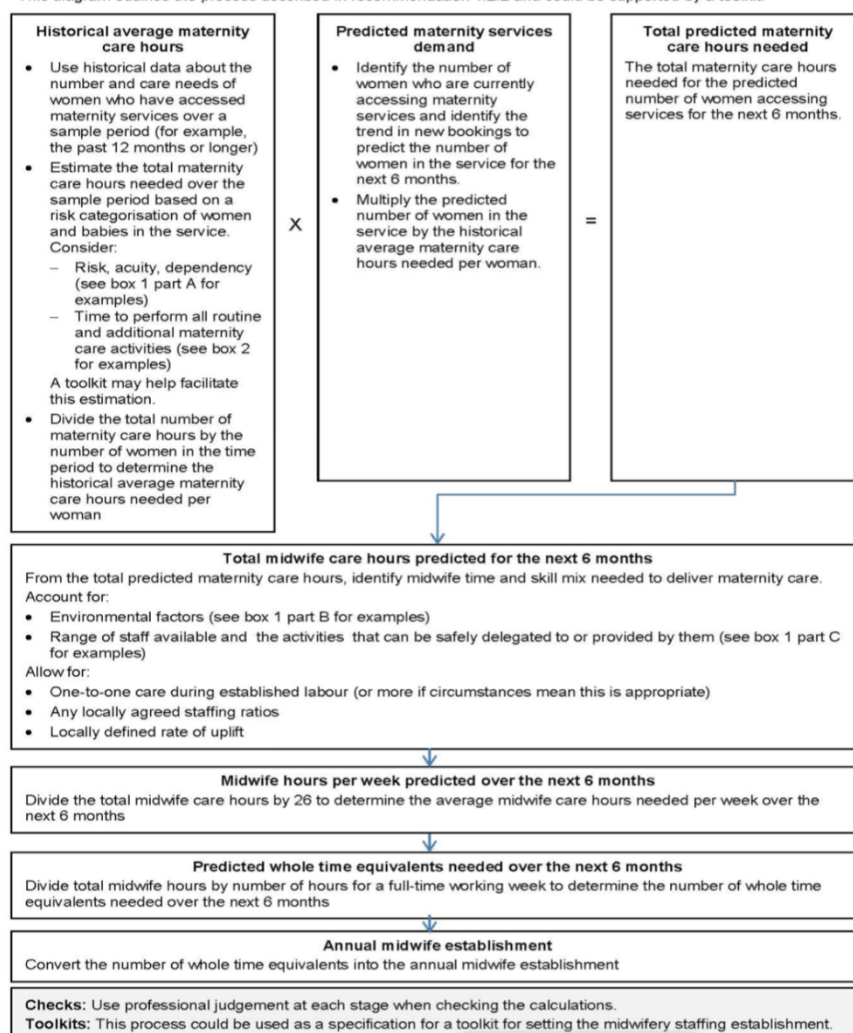 Historical average maternity
care hours
• Use historical data about the
number and care needs of
women who have accessed
maternity services over a
sample period (for example,
the past 12 months or longer)
• Estimate the total maternity
care hours needed over the
sample period based on a
risk categorisation of women
and babies in the service.
Consider:
– Risk, acuity, dependency
(see box 1 part A for
examples)
– Time to perform all routine
and additional maternity
care activities (see box 2
for examples)
A toolkit may help facilitate
this estimation.
• Divide the total number of
maternity care hours by the
number of women in the time
period to determine the
historical average maternity
care hours needed per
woman
X
Predicted maternity services
demand
• Identify the number of
women who are currently
accessing maternity
services and identify the
trend in new bookings to
predict the number of
women in the service for the
next 6 months.
• Multiply the predicted
number of women in the
service by the historical
average maternity care
hours needed per woman.
=
Total predicted maternity
care hours needed
The total maternity care hours
needed for the predicted
number of women accessing
services for the next 6 months.
Total midwife care hours predicted for the next 6 months
From the total predicted maternity care hours, identify midwife time and skill mix needed to deliver maternity care.
Account for:
• Environmental factors (see box 1 part B for examples)
• Range of staff available and the activities that can be safely delegated to or provided by them (see box 1 part C
for examples)
Allow for:
• One-to-one care during established labour (or more if circumstances mean this is appropriate)
• Any locally agreed staffing ratios
• Locally defined rate of uplift
Midwife hours per week predicted over the next 6 months
Divide the total midwife care hours by 26 to determine the average midwife care hours needed per week over the
next 6 months
Predicted whole time equivalents needed over the next 6 months
Divide total midwife hours by number of hours for a full-time working week to determine the number of whole time
equivalents needed over the next 6 months
Annual midwife establishment
Convert the number of whole time equivalents into the annual midwife establishment
Checks: Use professional judgement at each stage when checking the calculations.
Toolkits: This process could be used as a specification for a toolkit for setting the midwifery staffing establishment.